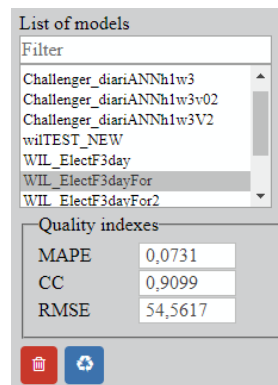 List of models
Filter
Challenger_diariANNh1w3
Challenger_diariANNh1w3v02
Challenger_diariANNh1w3V2
wilTEST_NEW
WIL_ElectF3day
WIL_ElectF3dayFor
WIL_ElectF3dayFor2
Quality indexes
MAPE 0,0731
CC 0,9099
RMSE 54,5617